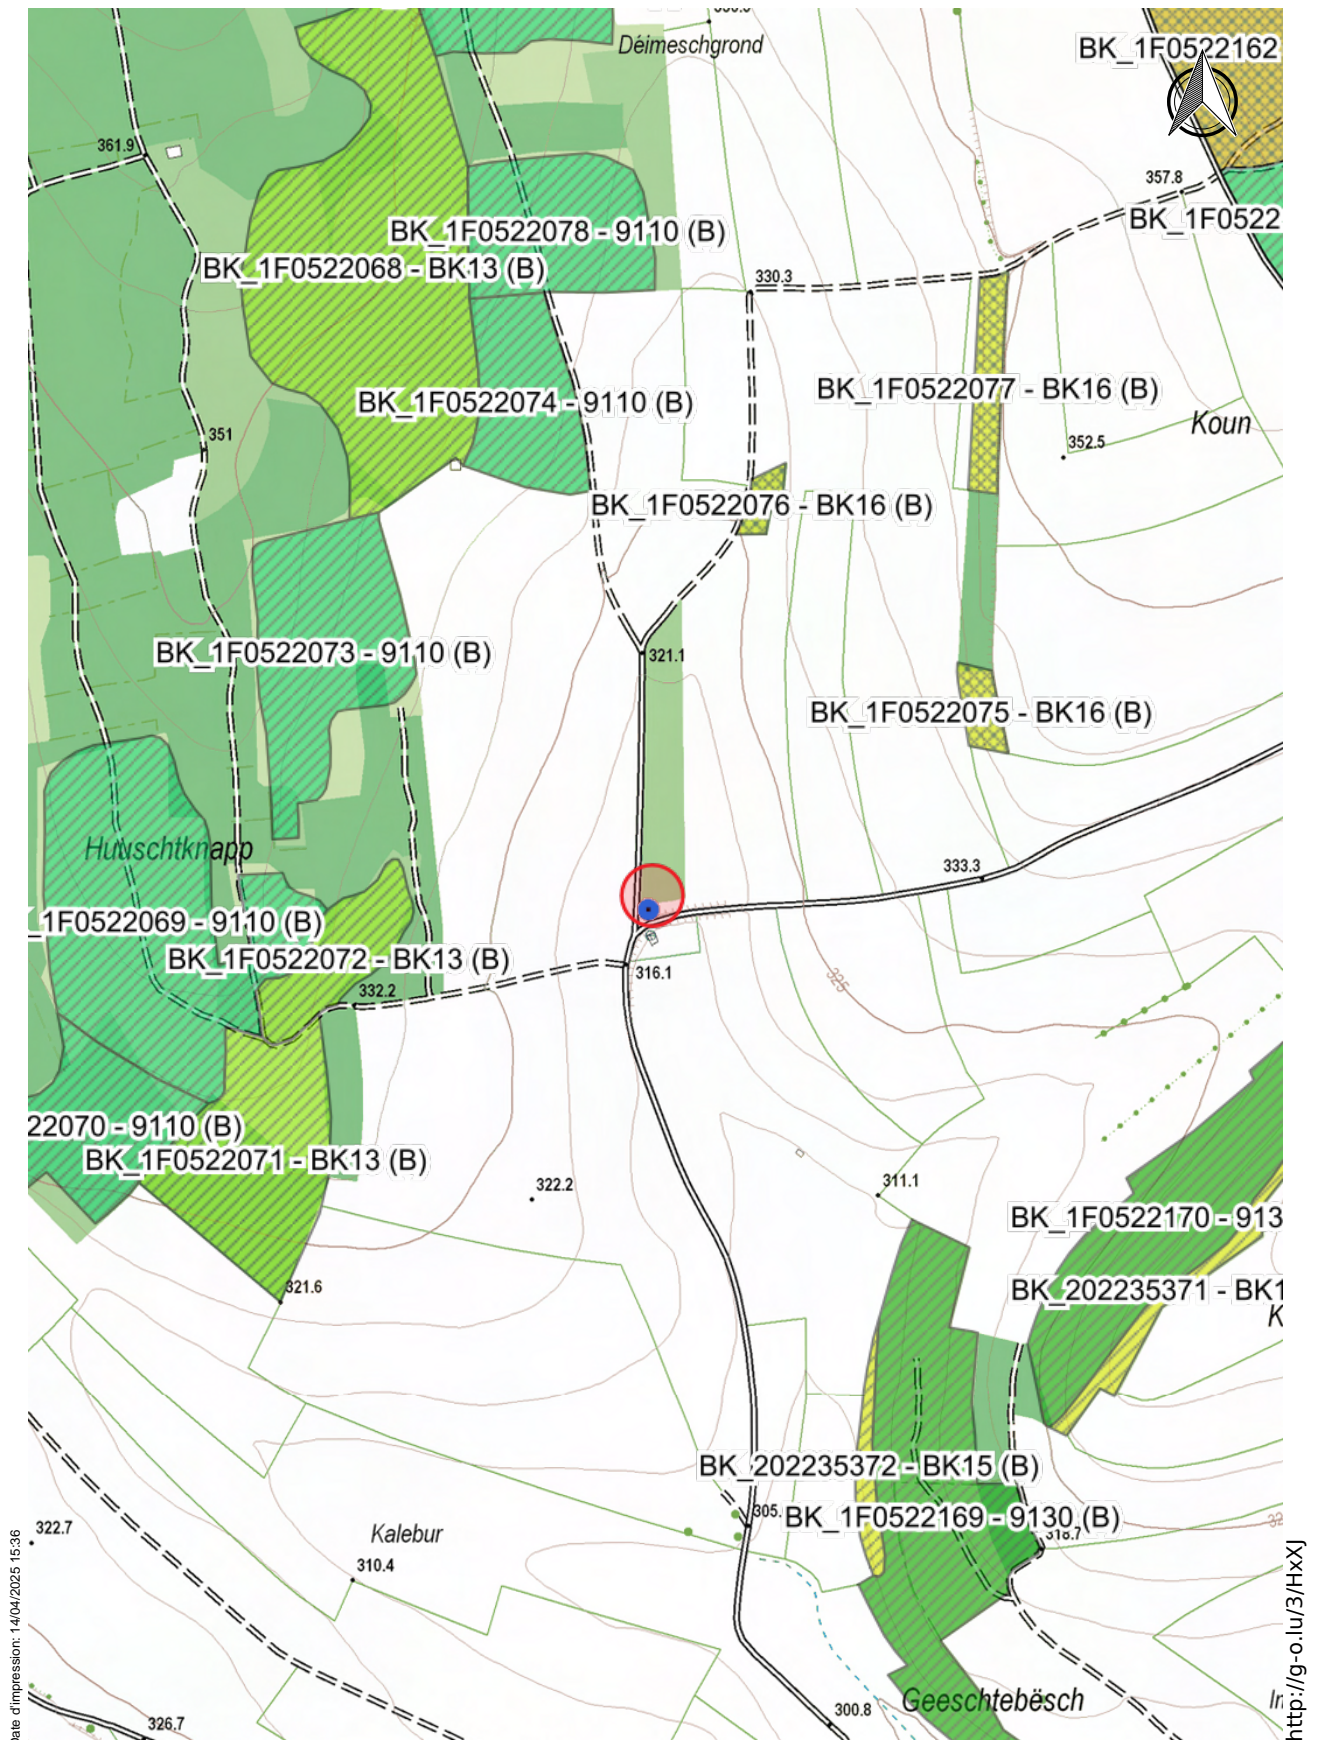 Déimeschgrond
BK_1F0522162
361.9
357.8
BK_1F0522
BK_1F0522078 - 9110 (B)
BK_1F0522068 - BK13 (B)
330.3
BK_1F0522077 - BK16 (B)
BK_1F0522074 - 9110 (B)
Koun
351
352.5
BK_1F0522076 - BK16 (B)
BK_1F0522073 - 9110 (B)
321.1
BK_1F0522075 - BK16 (B)
Huuschtknapp
333.3
_1F0522069 - 9110 (B)
BK_1F0522072 - BK13 (B)
316.1
325
332.2
22070 - 9110 (B)
BK_1F0522071 - BK13 (B)
322.2
311.1
BK_1F0522170 - 913
321.6
BK_202235371 - BK1
K
BK_202235372 - BK15 (B)
305.
BK_1F0522169 - 9130 (B)
318.7
322.7
Kalebur
310.4
Geeschtebësch
300.8
326.7
Date d'impression: 14/04/2025 15:36
http://g-o.lu/3/HxXJ